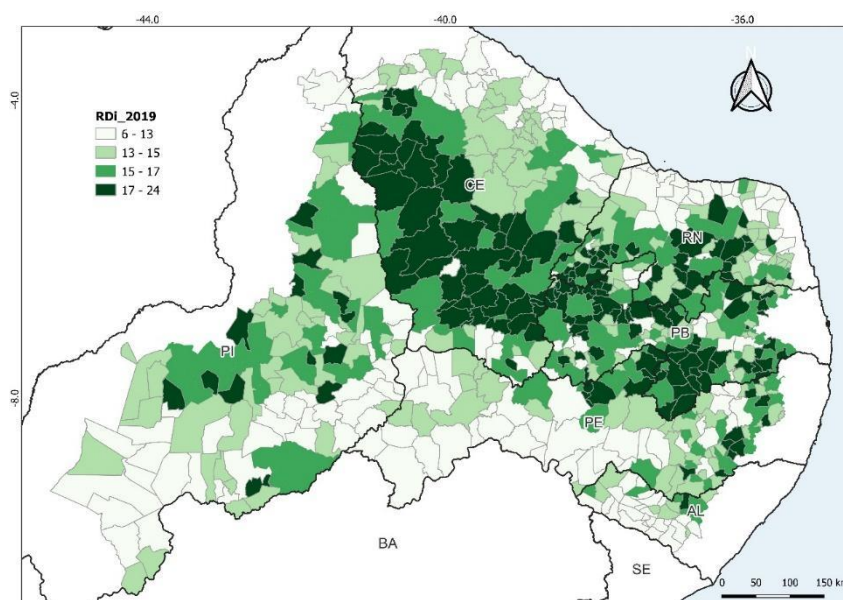 -44.0
-40.0
-36.0
N
-4.0
RDi_2019
6 - 13
13 - 15
15 - 17
17 - 24
CE
RN
PB
PI
-8.0
PE
AL
BA
SE
0 50 100 150 km